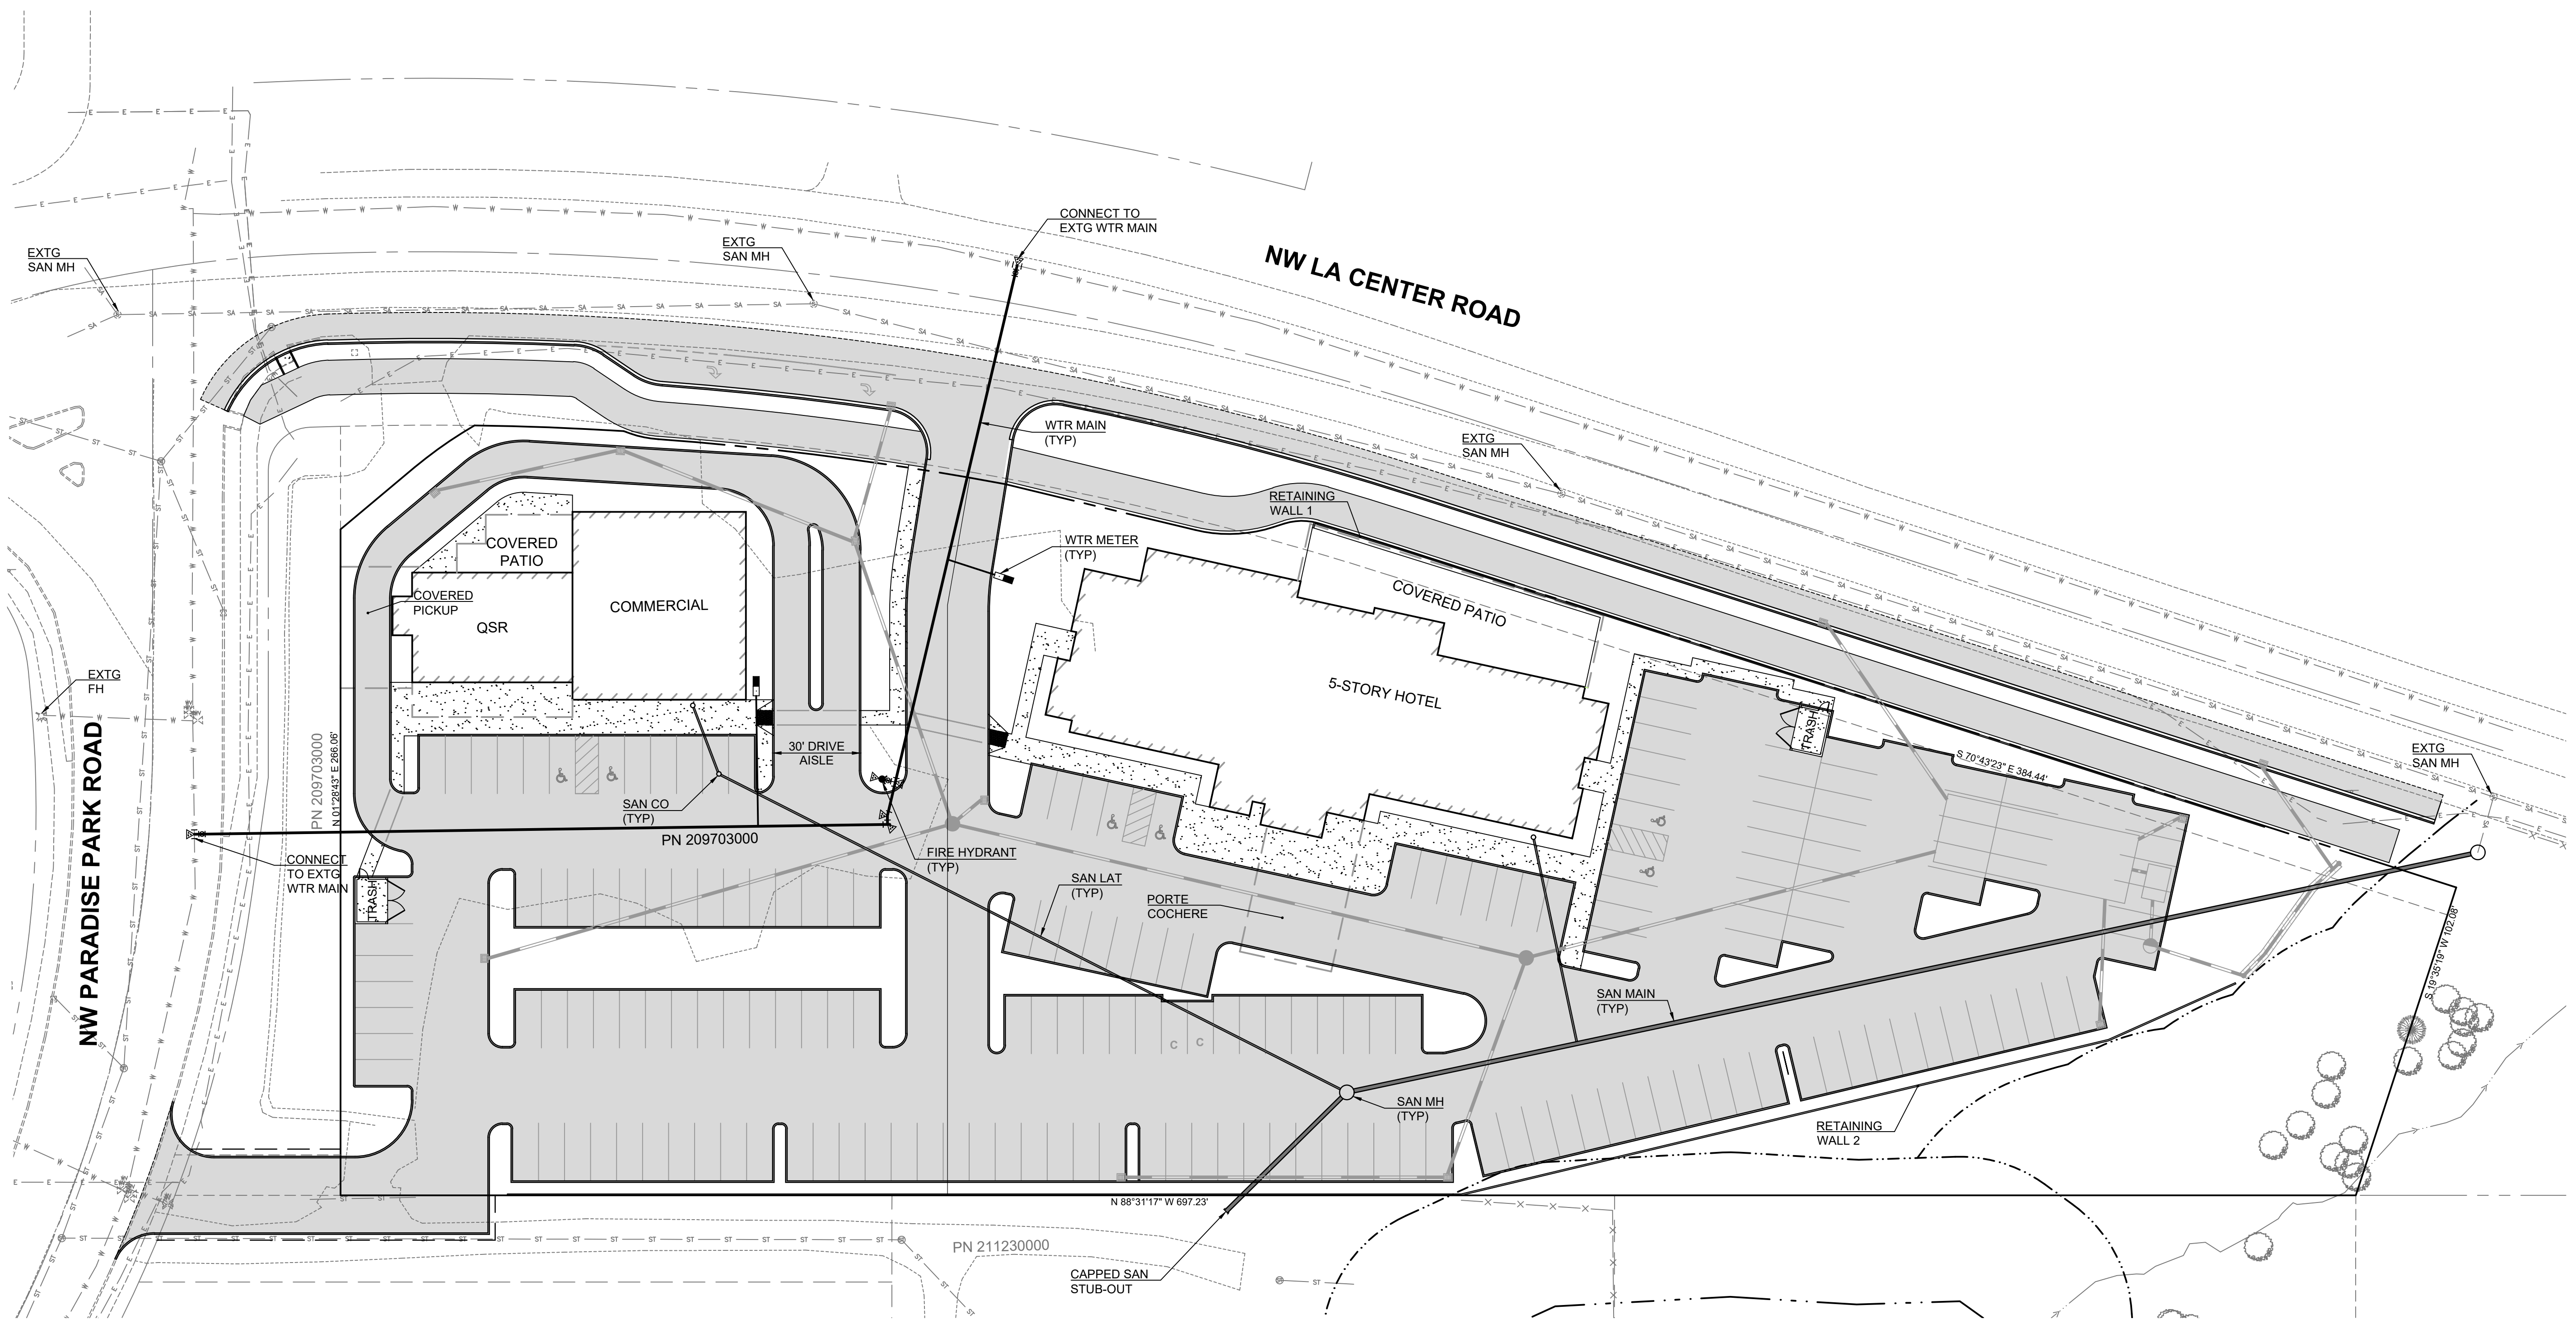 CONNECT TO
EXTG WTR MAIN
EXTG
SAN MH
EXTG
SAN MH
NW LA CENTER ROAD
WTR MAIN
(TYP)
EXTG
SAN MH
RETAINING
WALL 1
WTR METER
(TYP)
COVERED
PATIO
COVERED
PICKUP
QSR
COMMERCIAL
COVERED PATIO
5-STORY HOTEL
EXTG
FH
NW PARADISE PARK ROAD
PN 209703000
N 01°28'43" E 266.06'
30' DRIVE
AISLE
TRASH
S 70°43'23" E 384.44'
EXTG
SAN MH
SAN CO
(TYP)
PN 209703000
CONNECT
TO EXTG
WTR MAIN
TRASH
FIRE HYDRANT
(TYP)
SAN LAT
(TYP)
PORTE
COCHERE
S 19°35'19" W 102.08'
SAN MAIN
(TYP)
C C
SAN MH
(TYP)
RETAINING
WALL 2
N 88°31'17" W 697.23'
PN 211230000
CAPPED SAN
STUB-OUT